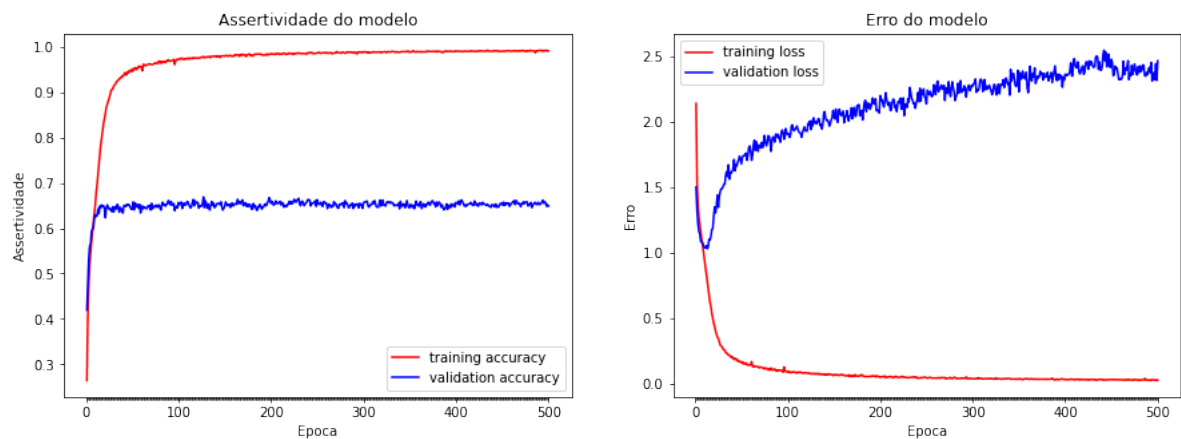 Assertividade do modelo
Assertividade
1.0
0.9
0.8
0.7
0.6
0.5
0.4
0.3
training accuracy
validation accuracy
0 100 200 300 400 500
Epoca
Erro do modelo
Erro
training loss
validation loss
2.5
2.0
1.5
1.0
0.5
0.0
0 100 200 300 400 500
Epoca